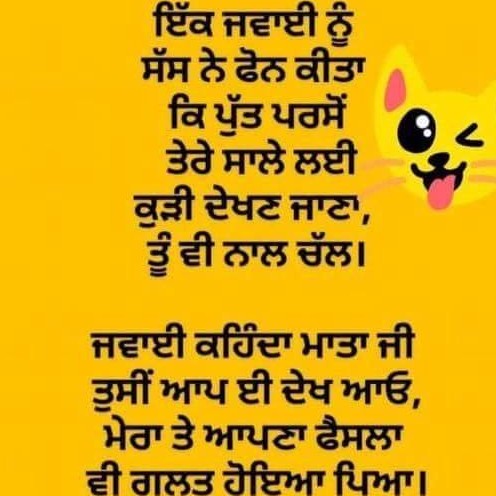 ਇੱਕ ਜਵਾਈ ਨੂੰ
ਸੱਸ ਨੇ ਫੋਨ ਕੀਤਾ
ਕਿ ਪੁੱਤ ਪਰਸੋਂ
ਤੇਰੇ ਸਾਲੇ ਲਈ
ਕੁੜੀ ਦੇਖਣ ਜਾਣਾ,
ਤੂੰ ਵੀ ਨਾਲ ਚੱਲ।
ਜਵਾਈ ਕਹਿੰਦਾ ਮਾਤਾ ਜੀ
ਤੁਸੀਂ ਆਪ ਈ ਦੇਖ ਆਓ,
ਮੇਰਾ ਤੇ ਆਪਣਾ ਫੈਸਲਾ
ਵੀ ਗਲਤ ਹੋਇਆ ਪਿਆ।